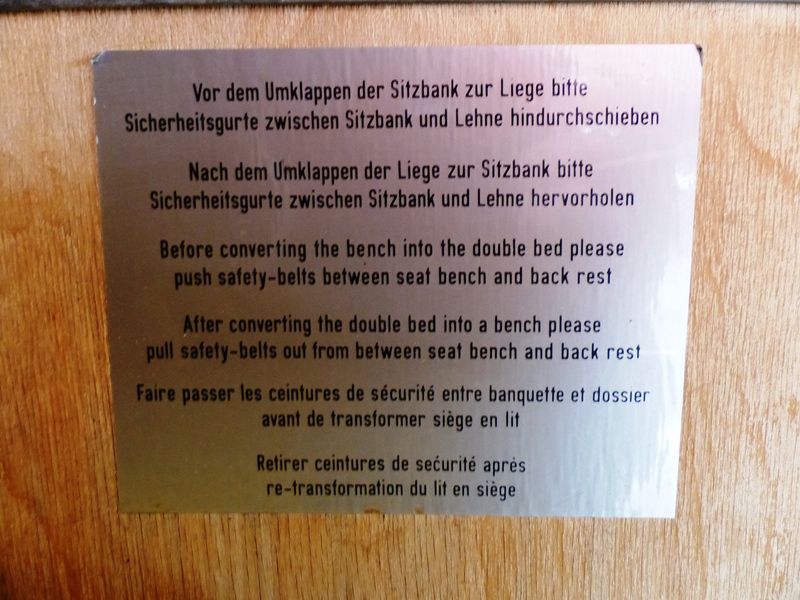 Vor dem Umklappen der Sitzbank zur Liege bitte
Sicherheitsgurte zwischen Sitzbank und Lehne hindurchschieben
Nach dem Umklappen der Liege zur Sitzbank bitte
Sicherheitsgurte zwischen Sitzbank und Lehne hervorholen
Before converting the bench into the double bed please
push safety-belts between seat bench and back rest
After converting the double bed into a bench please
pull safety-belts out from between seat bench and back rest
Faire passer les ceintures de sécurité entre banquette et dossier
avant de transformer siège en lit
Retirer ceintures de sećurité après
re-transformation du lit en siège